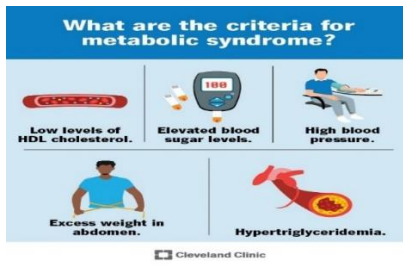 What are the criteria for
metabolic syndrome?
188
Low levels of
HDL cholesterol.
Elevated blood
sugar levels.
High blood
pressure.
Excess weight in
abdomen.
Hypertriglyceridemia.
Cleveland Clinic